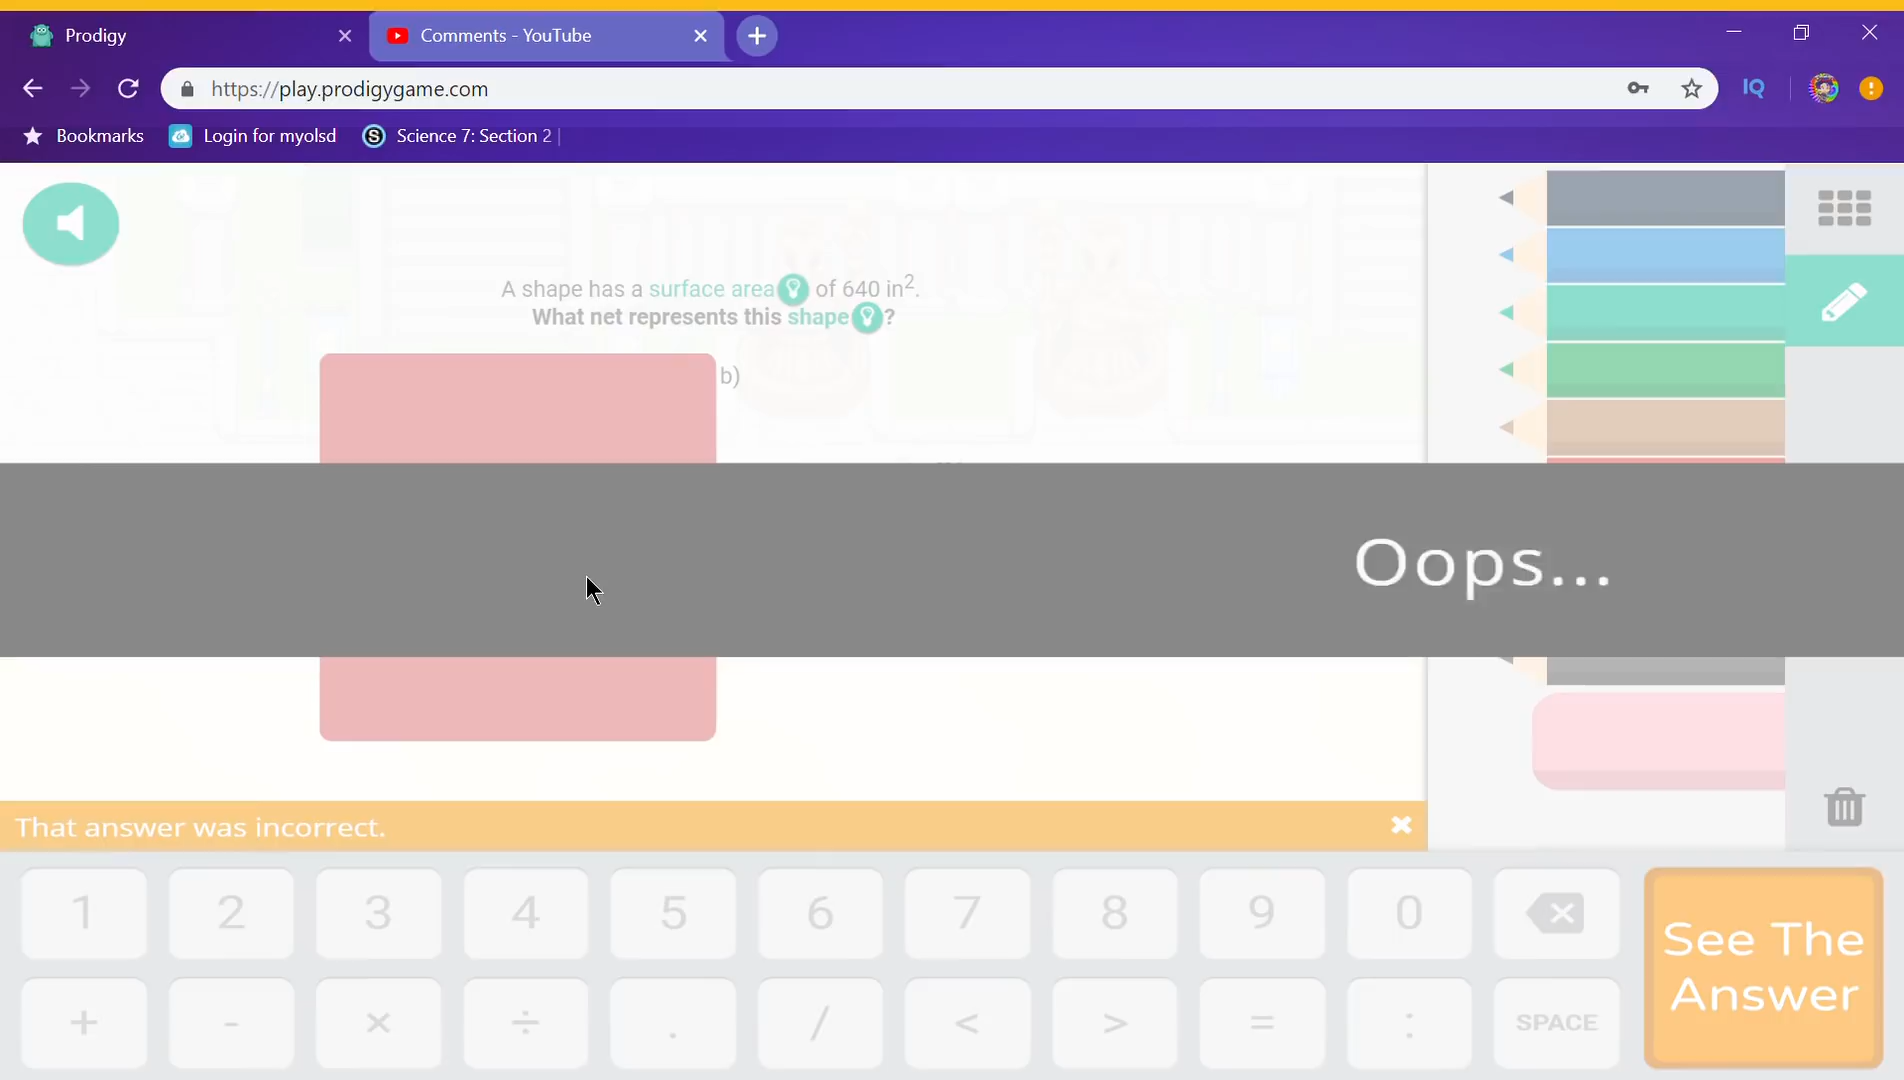 Prodigy
Comments - YouTube
https://play.prodigygame.com
IQ
Bookmarks
Login for myolsd
S
Science 7: Section 2 |
A shape has a surface area of 640 in².
What net represents this shape ?
b)
Oops...
That answer was incorrect.
1 2 3 4 5 6 7 8 9 0
See The
Answer
+ - × ÷ . / < > = : SPACE